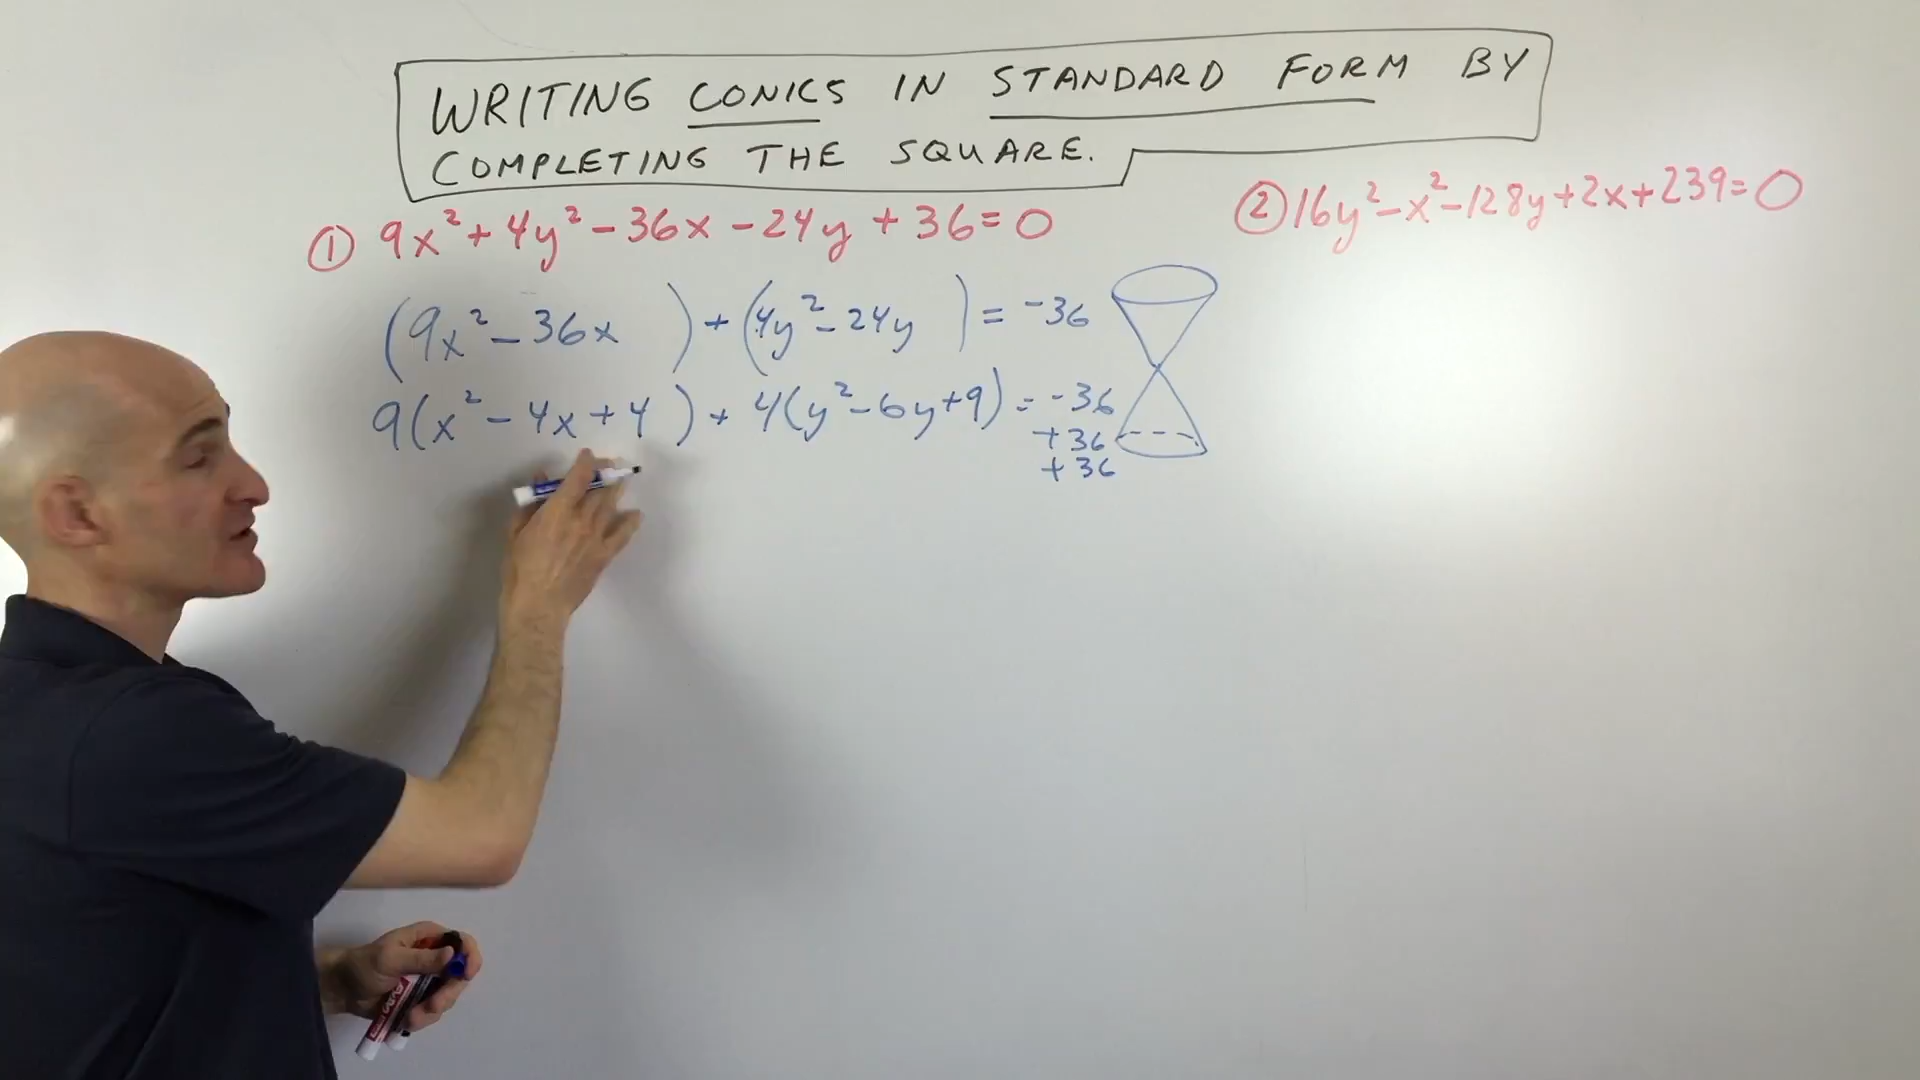 WRITING CONICS IN STANDARD FORM BY
COMPLETING THE SQUARE.
① 9x² + 4y² - 36x - 24y + 36 = 0
② 16y² - x² - 128y + 2x + 239 = 0
(9x² - 36x ) + (4y² - 24y ) = -36
9(x² - 4x + 4 ) + 4(y² - 6y + 9) = -36
+36
+36